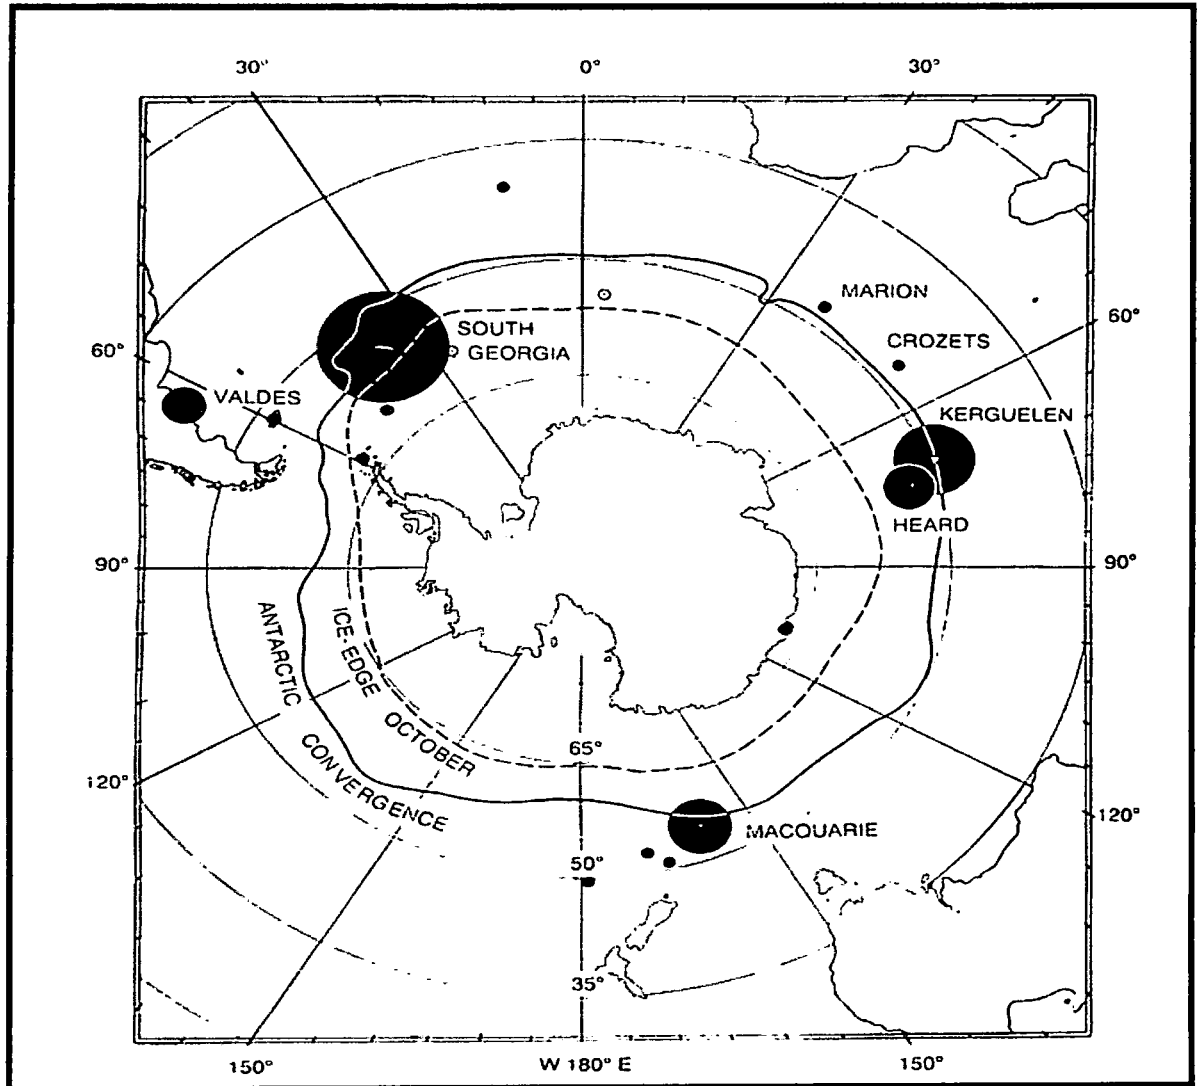 30°
0°
30°
MARION
60°
CROZETS
SOUTH
GEORGIA
60°
VALDES
KERGUELEN
HEARD
90°
90°
ANTARCTIC
CONVERGENCE
ICE EDGE
OCTOBER
65°
120°
120°
MACQUARIE
50°
35°
150°
W 180° E
150°